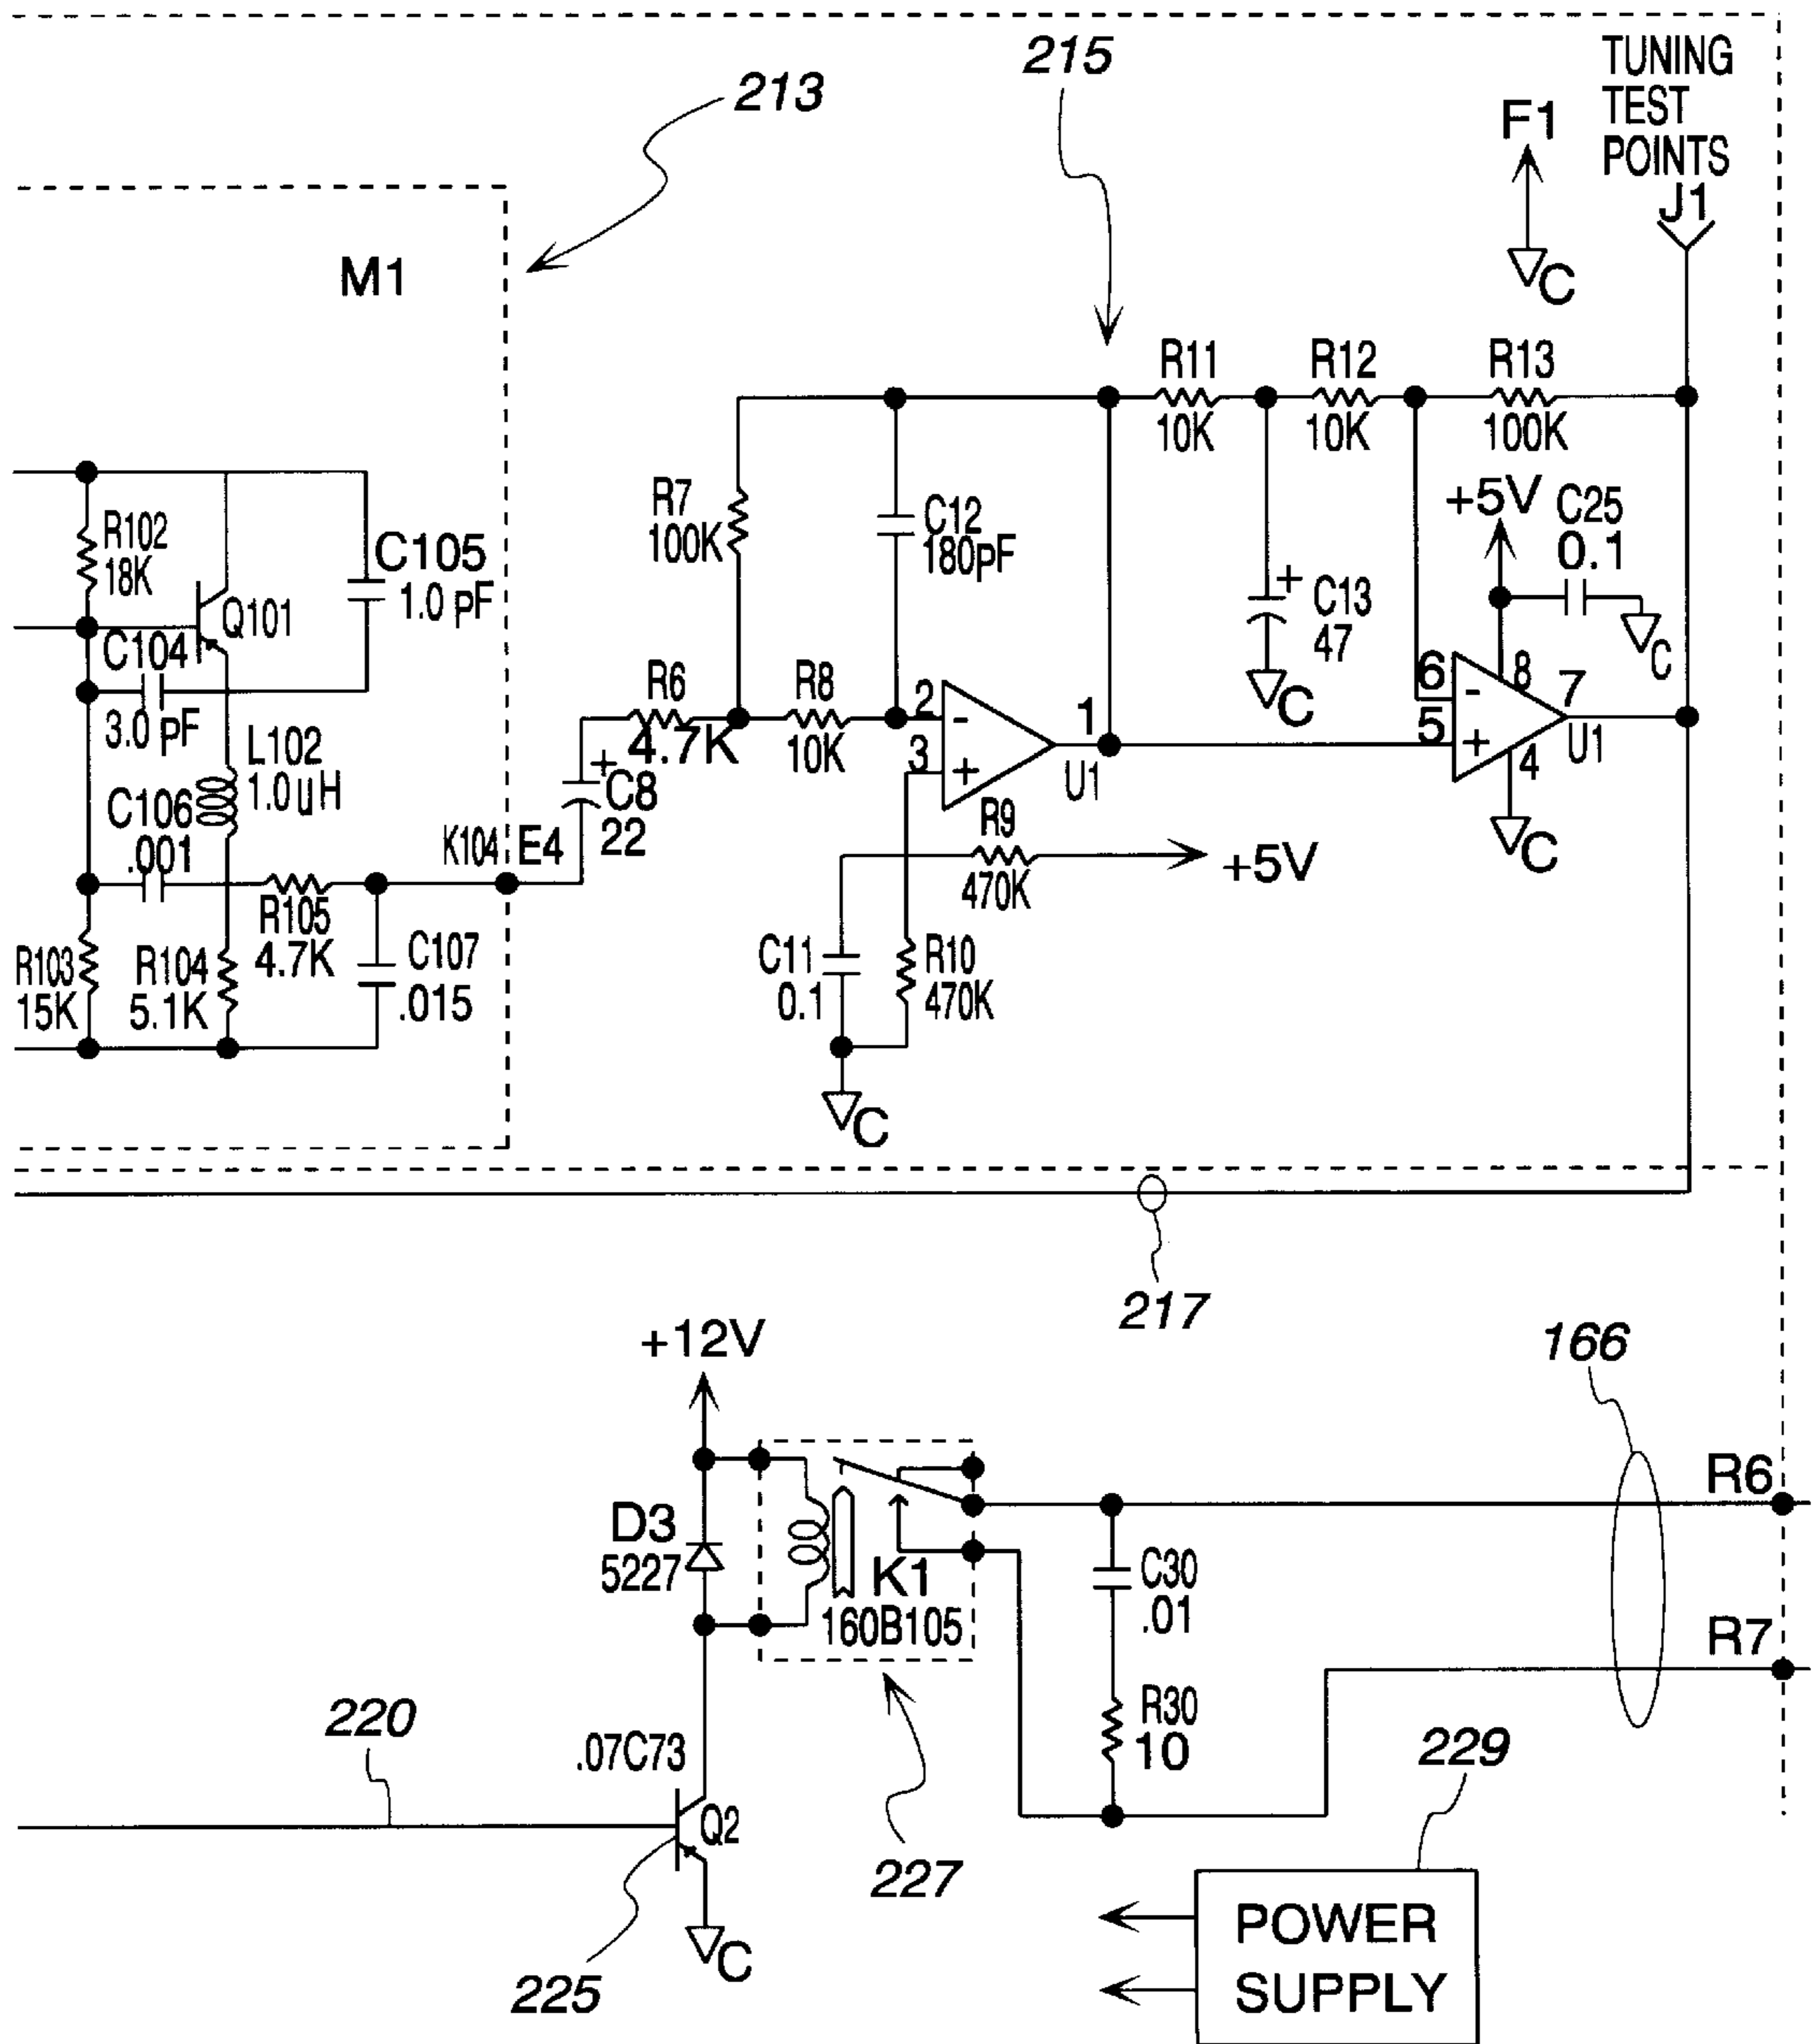 213
215
TUNING
TEST
POINTS
J1
F1
C
M1
R11
10K
R12
10K
R13
100K
R7
100K
C12
180pF
+5V
C25
0.1
C
R102
18K
C105
1.0 pF
Q101
C13
47
C
C104
3.0 pF
R6
4.7K
R8
10K
2
3
-
+
1
U1
6
5
-
+
8
7
4
U1
C
L102
1.0uH
C8
22
+
+
C106
.001
K104
E4
R9
470K
+5V
R105
4.7K
R103
15K
R104
5.1K
C107
.015
C11
0.1
R10
470K
C
217
+12V
166
R6
D3
5227
K1
160B105
C30
.01
R7
R30
10
220
.07C73
Q2
227
229
C
225
POWER
SUPPLY